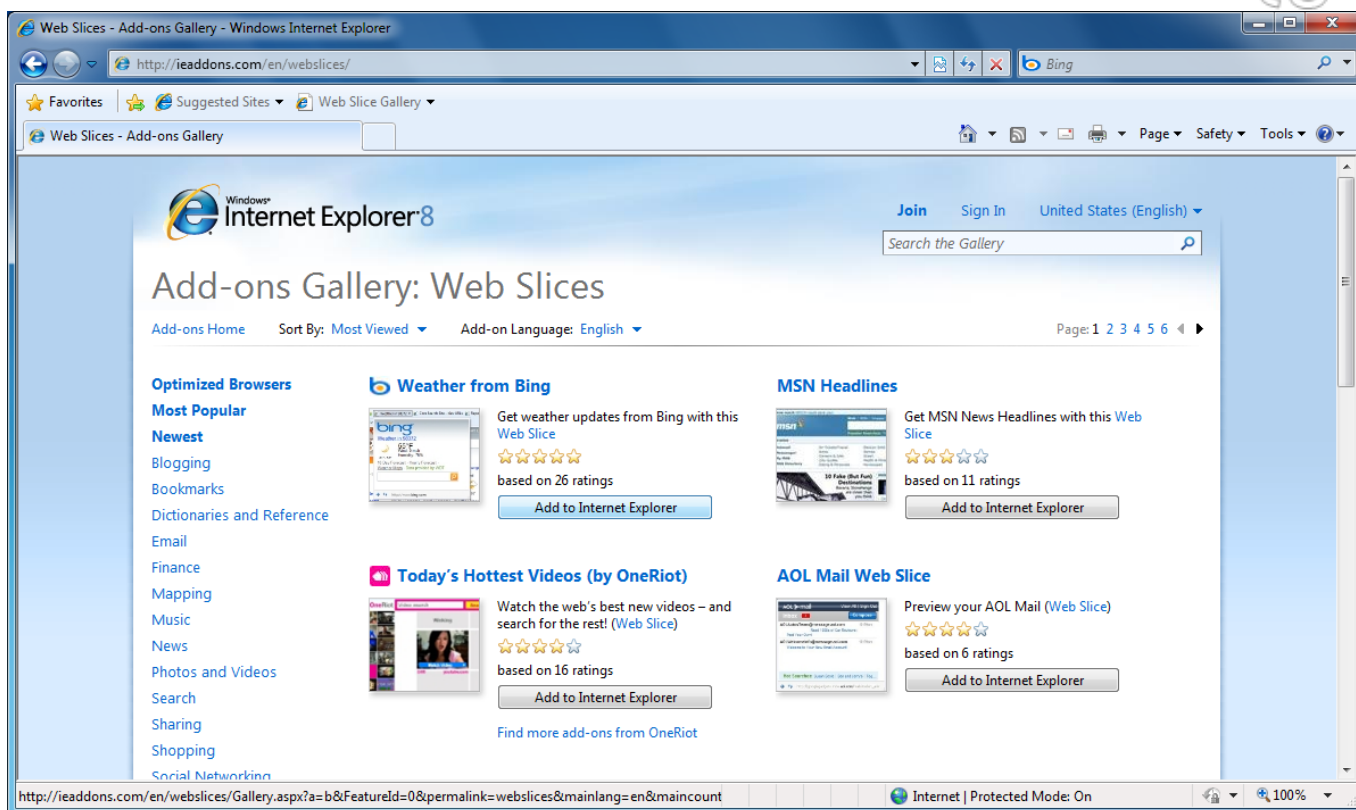 Web Slices - Add-ons Gallery - Windows Internet Explorer
http://ieaddons.com/en/webslices/
Bing
Favorites Suggested Sites Web Slice Gallery
Web Slices - Add-ons Gallery
Page Safety Tools
Windows®
Internet Explorer 8
Join Sign In United States (English)
Search the Gallery
Add-ons Gallery: Web Slices
Add-ons Home Sort By: Most Viewed Add-on Language: English Page: 1 2 3 4 5 6
Optimized Browsers
Most Popular
Newest
Blogging
Bookmarks
Dictionaries and Reference
Email
Finance
Mapping
Music
News
Photos and Videos
Search
Sharing
Shopping
Social Networking
Weather from Bing
bing
Get weather updates from Bing with this
Web Slice
based on 26 ratings
Add to Internet Explorer
MSN Headlines
msn
10 Fake (But Fun)
Destinations
Get MSN News Headlines with this Web
Slice
based on 11 ratings
Add to Internet Explorer
Today's Hottest Videos (by OneRiot)
OneRiot
Watch the web's best new videos – and
search for the rest! (Web Slice)
based on 16 ratings
Add to Internet Explorer
Find more add-ons from OneRiot
AOL Mail Web Slice
Preview your AOL Mail (Web Slice)
based on 6 ratings
Add to Internet Explorer
http://ieaddons.com/en/webslices/Gallery.aspx?a=b&FeatureId=0&permalink=webslices&mainlang=en&maincount
Internet | Protected Mode: On
100%